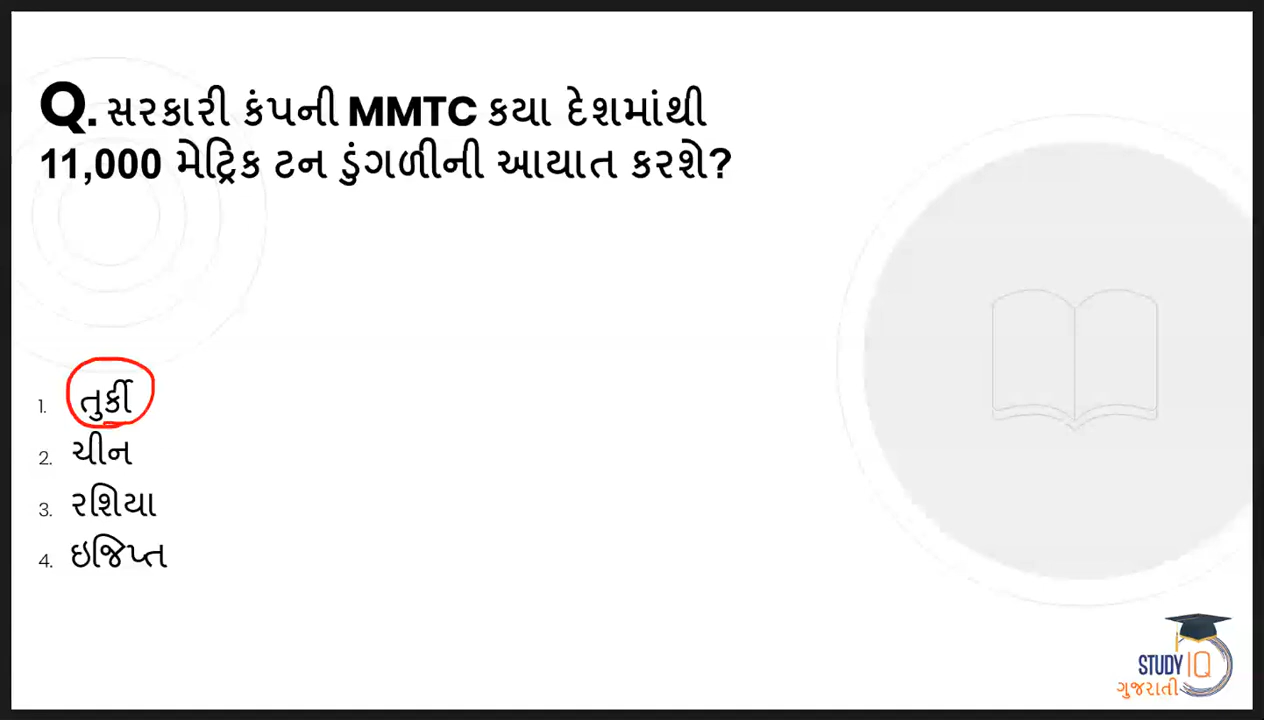 Q. સરકારી કંપની MMTC કયા દેશમાંથી
11,000 મેટ્રિક ટન ડુંગળીની આયાત કરશે?
1. તુર્કી
2. ચીન
3. રશિયા
4. ઇજિપ્ત
STUDY IQ
ગુજરાતી